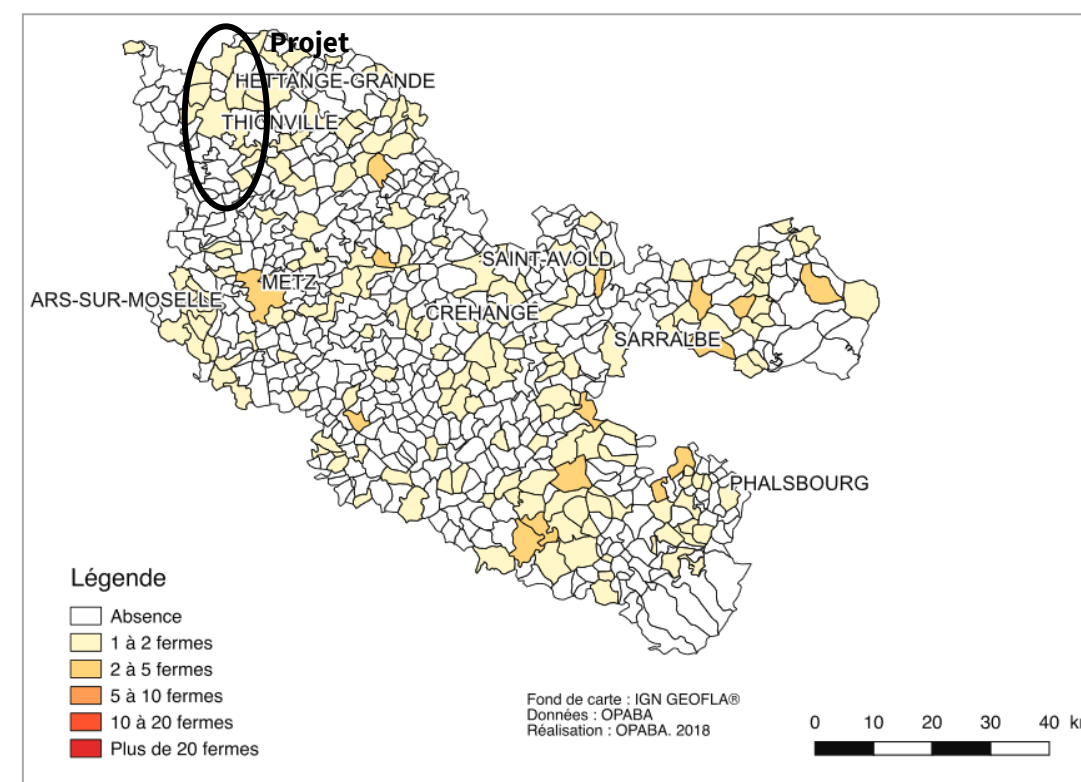 Projet
HETTANGE-GRANDE
THIONVILLE
SAINT-AVOLD
METZ
ARS-SUR-MOSELLE
CREHANGE
SARRALBE
PHALSBOURG
Légende
Absence
1 à 2 fermes
2 à 5 fermes
5 à 10 fermes
10 à 20 fermes
Plus de 20 fermes
Fond de carte : IGN GEOFLA®
Données : OPABA
Réalisation : OPABA. 2018
0 10 20 30 40 k